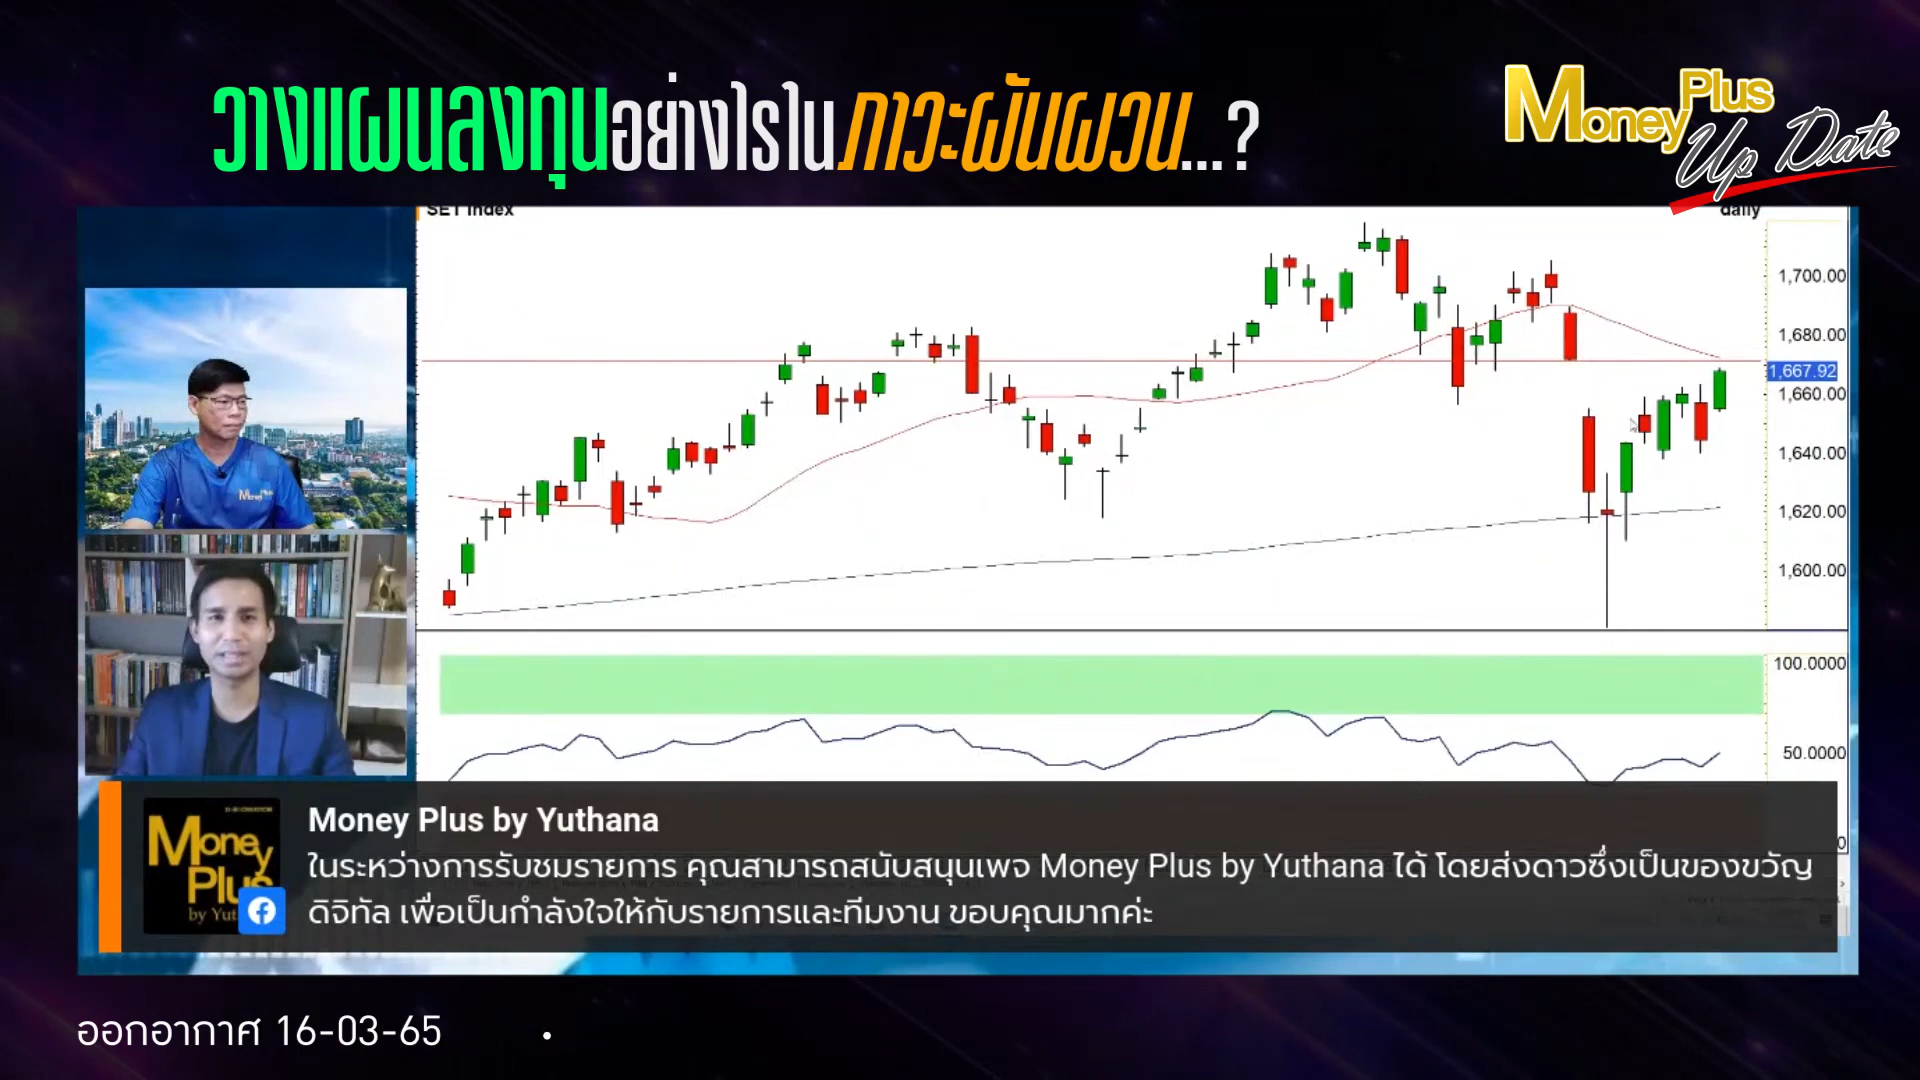 วางแผนลงทุนอย่างไรในภาวะผันผวน...?
Money Plus
Up Date
SET Index
daily
1,700.00
1,680.00
1,667.92
1,660.00
1,640.00
1,620.00
1,600.00
100.0000
50.0000
Money Plus
Money
Plus
by Yut
Money Plus by Yuthana
ในระหว่างการรับชมรายการ คุณสามารถสนับสนุนเพจ Money Plus by Yuthana ได้ โดยส่งดาวซึ่งเป็นของขวัญ
ดิจิทัล เพื่อเป็นกำลังใจให้กับรายการและทีมงาน ขอบคุณมากค่ะ
ออกอากาศ 16-03-65